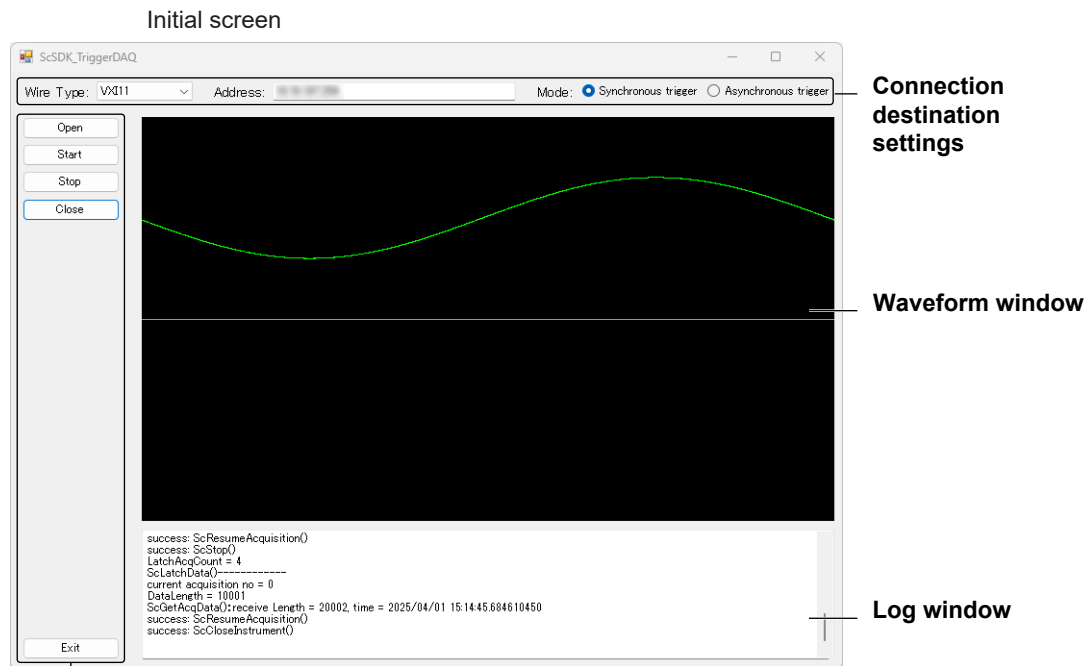 Initial screen
ScSDK_TriggerDAQ
Wire Type: VXI11 Address: Mode: Synchronous trigger Asynchronous trigger
Connection
destination
settings
Open
Start
Stop
Close
Waveform window
success: ScResumeAcquisition()
success: ScStop()
LatchAcqCount = 4
ScLatchData()------------
current acquisition no = 0
DataLength = 10001
ScGetAcqData():receive Length = 20002, time = 2025/04/01 15:14:45.684610450
success: ScResumeAcquisition()
success: ScCloseInstrument()
Log window
Exit